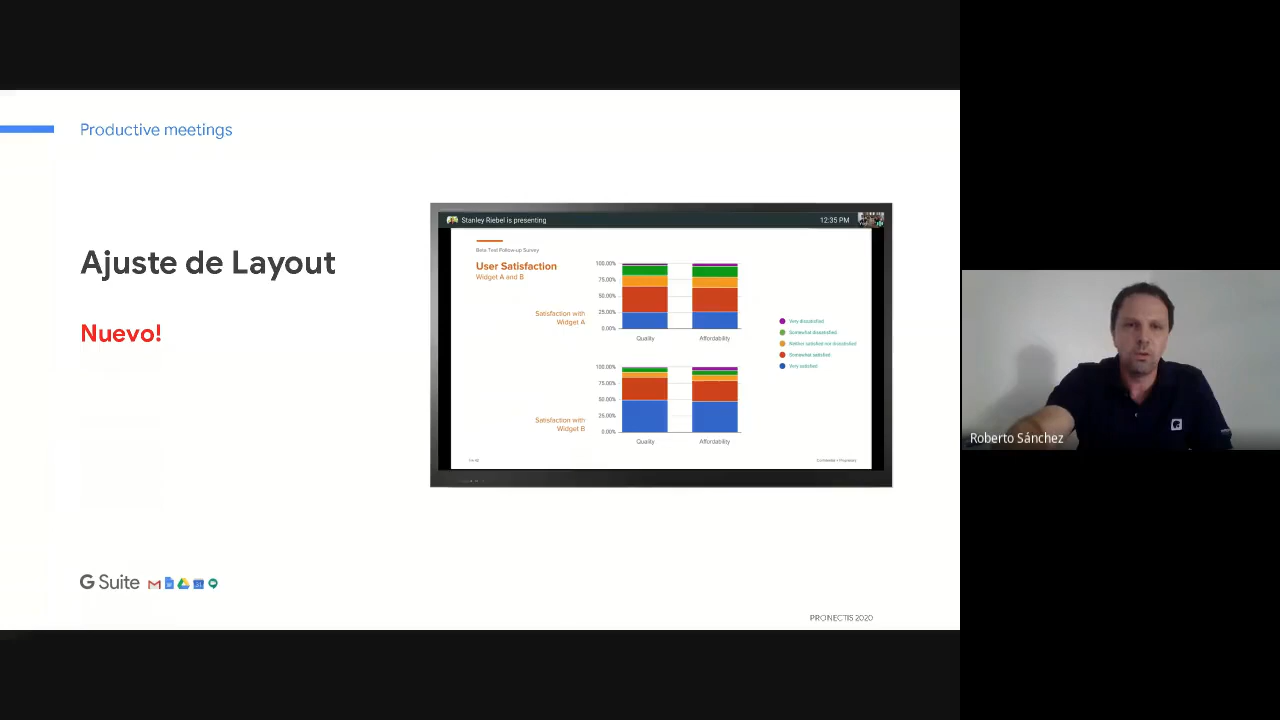 Productive meetings
Ajuste de Layout
Nuevo!
Stanley Riebel is presenting
12:35 PM
Beta Test Follow-up Survey
User Satisfaction
Widget A and B
Satisfaction with
Widget A
100.00%
75.00%
50.00%
25.00%
0.00%
Quality
Affordability
Very dissatisfied
Somewhat dissatisfied
Neither satisfied nor dissatisfied
Somewhat satisfied
Very satisfied
Satisfaction with
Widget B
100.00%
75.00%
50.00%
25.00%
0.00%
Quality
Affordability
Confidential + Proprietary
G Suite
PROINECTIS 2020
Roberto Sánchez